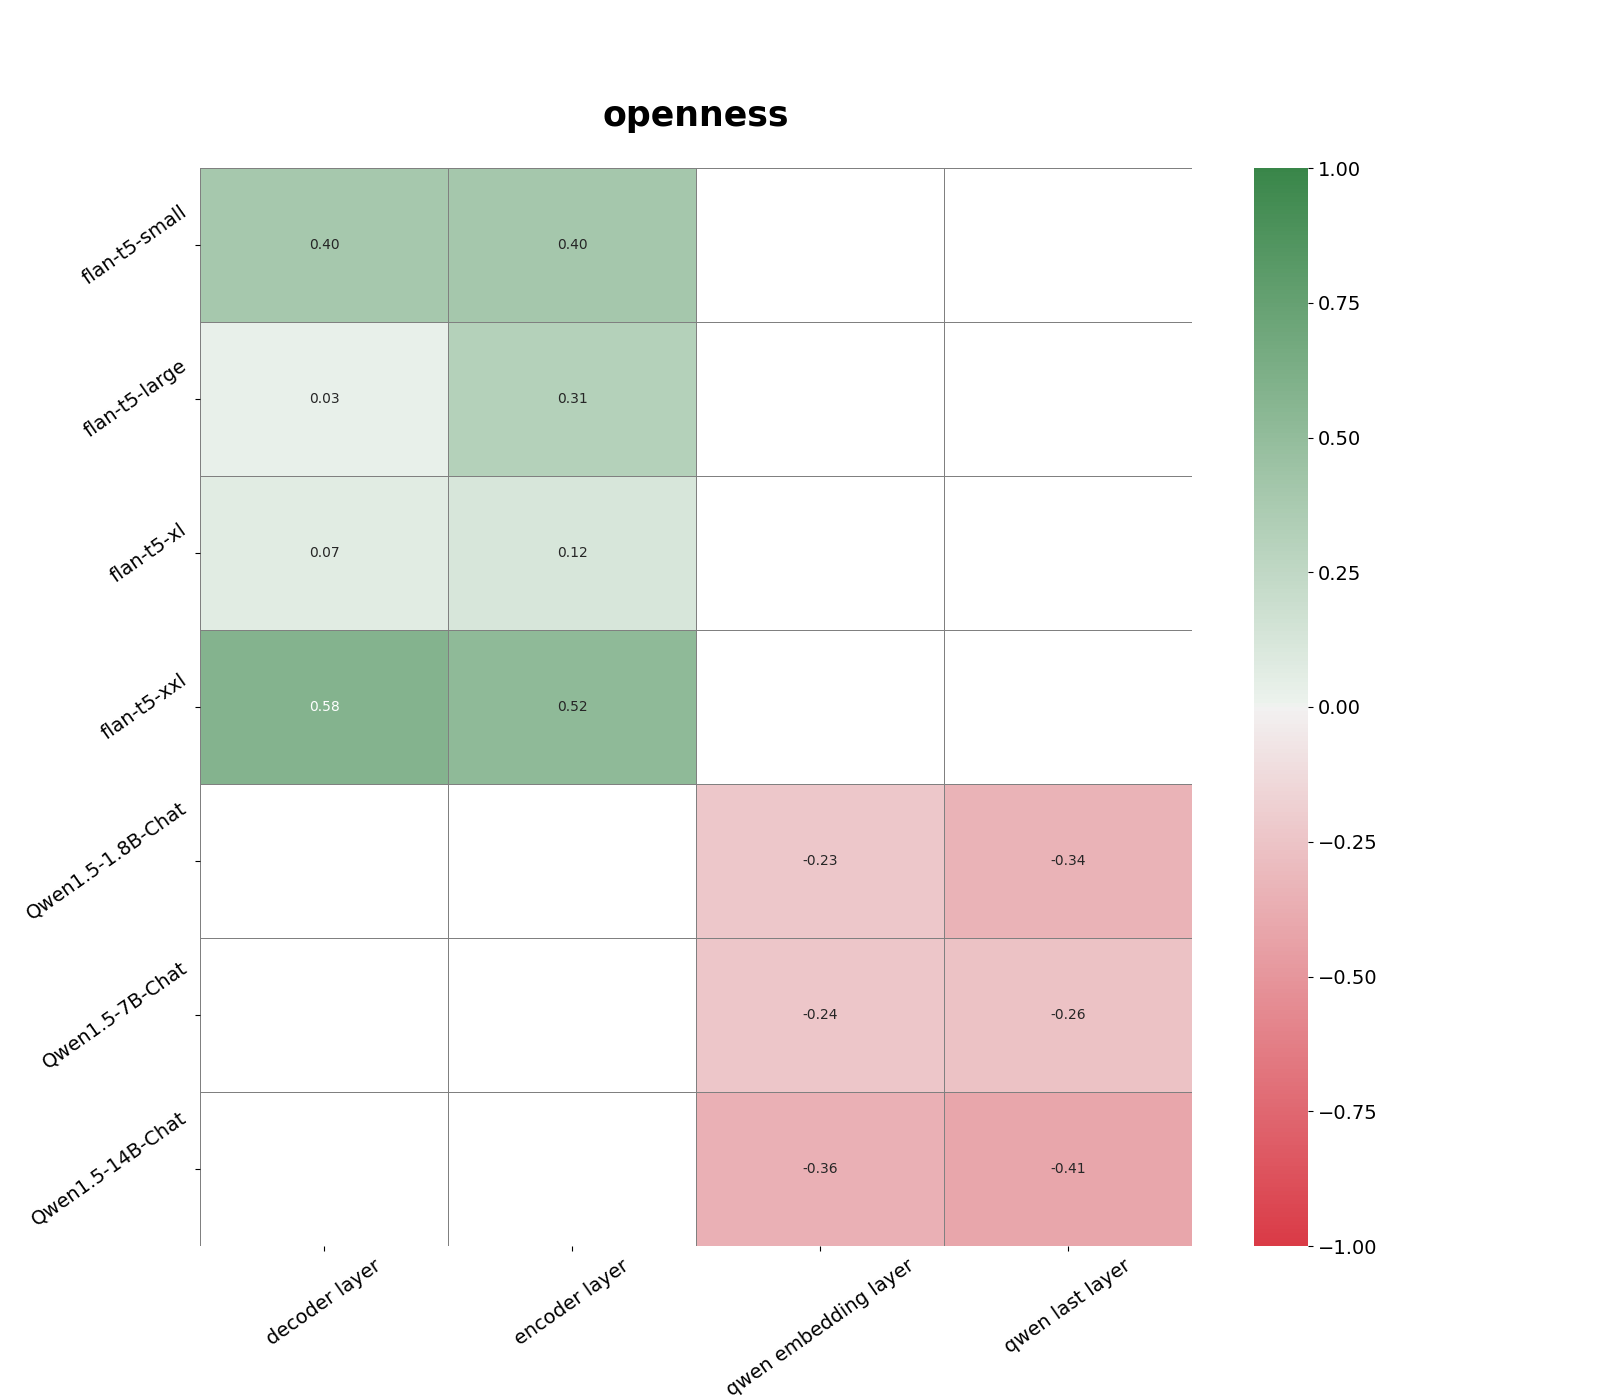 openness
flan-t5-small
0.40 0.40
flan-t5-large
0.03 0.31
flan-t5-xl
0.07 0.12
flan-t5-xxl
0.58 0.52
Qwen1.5-1.8B-Chat
-0.23 -0.34
Qwen1.5-7B-Chat
-0.24 -0.26
Qwen1.5-14B-Chat
-0.36 -0.41
decoder layer
encoder layer
qwen embedding layer
qwen last layer
1.00
0.75
0.50
0.25
0.00
−0.25
−0.50
−0.75
−1.00